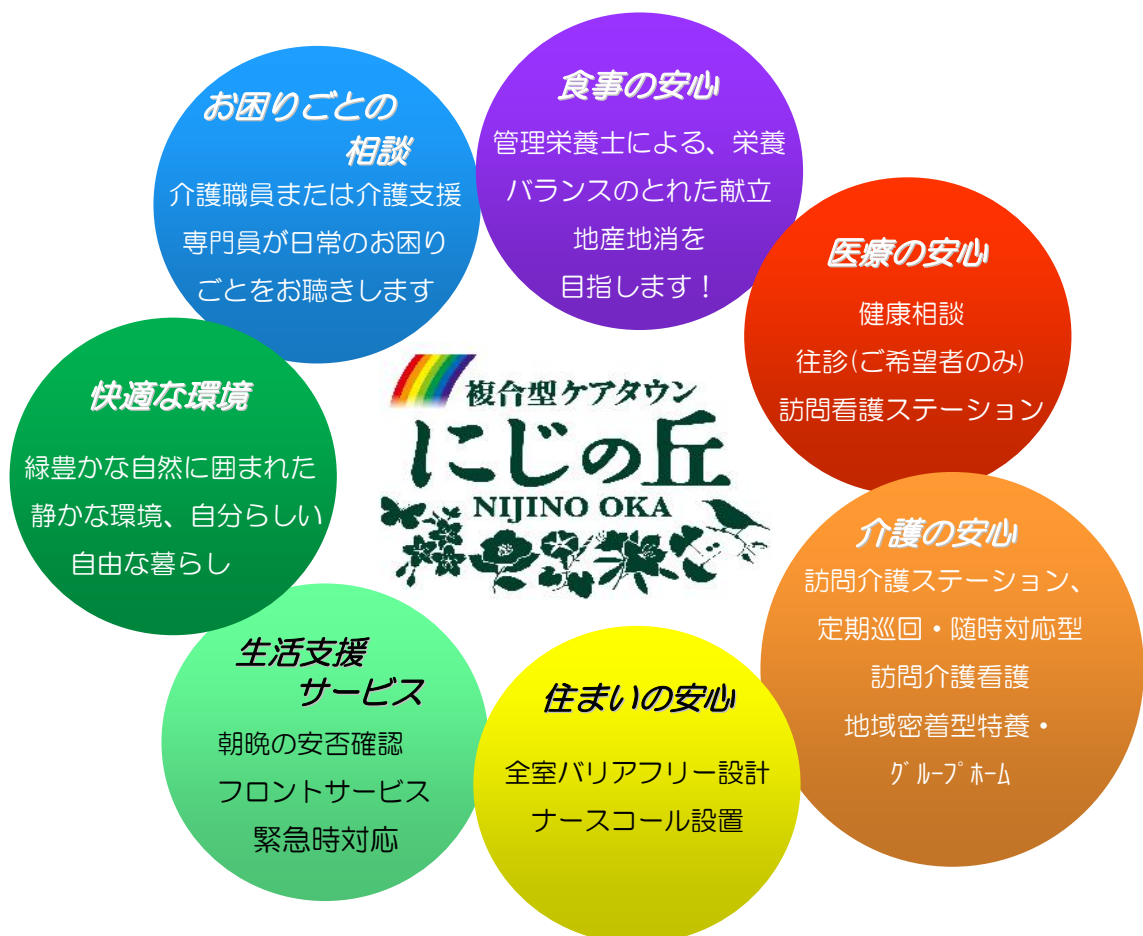 お困りごとの
相談
介護職員または介護支援
専門員が日常のお困り
ごとをお聴きします
食事の安心
管理栄養士による、栄養
バランスのとれた献立
地産地消を
目指します！
医療の安心
健康相談
往診(ご希望者のみ)
訪問看護ステーション
快適な環境
緑豊かな自然に囲まれた
静かな環境、自分らしい
自由な暮らし
複合型ケアタウン
にじの丘
NIJINO OKA
介護の安心
訪問介護ステーション、
定期巡回・随時対応型
訪問介護看護
地域密着型特養・
ｸﾞﾙｰﾌﾟﾎｰﾑ
生活支援
サービス
朝晩の安否確認
フロントサービス
緊急時対応
住まいの安心
全室バリアフリー設計
ナースコール設置